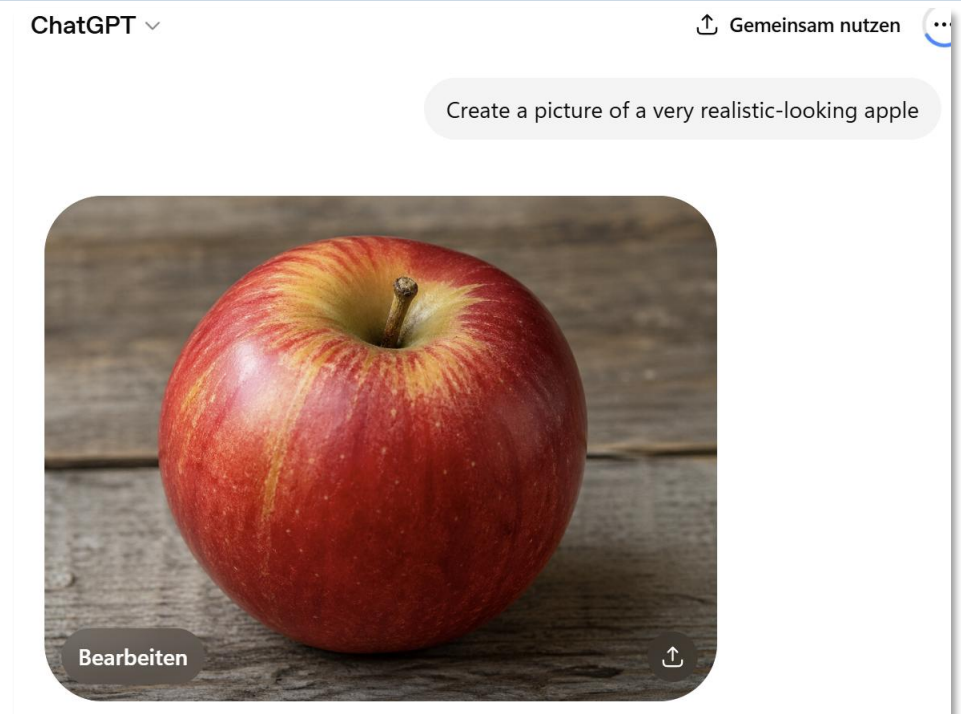 ChatGPT
Gemeinsam nutzen
Create a picture of a very realistic-looking apple
Bearbeiten